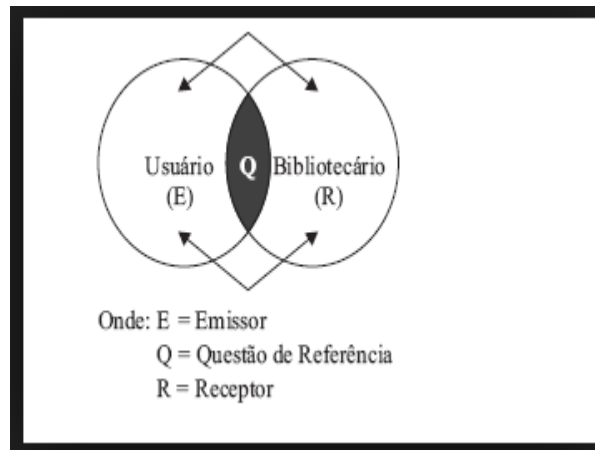 Usuário Q Bibliotecário
(E) (R)
Onde: E = Emissor
Q = Questão de Referência
R = Receptor